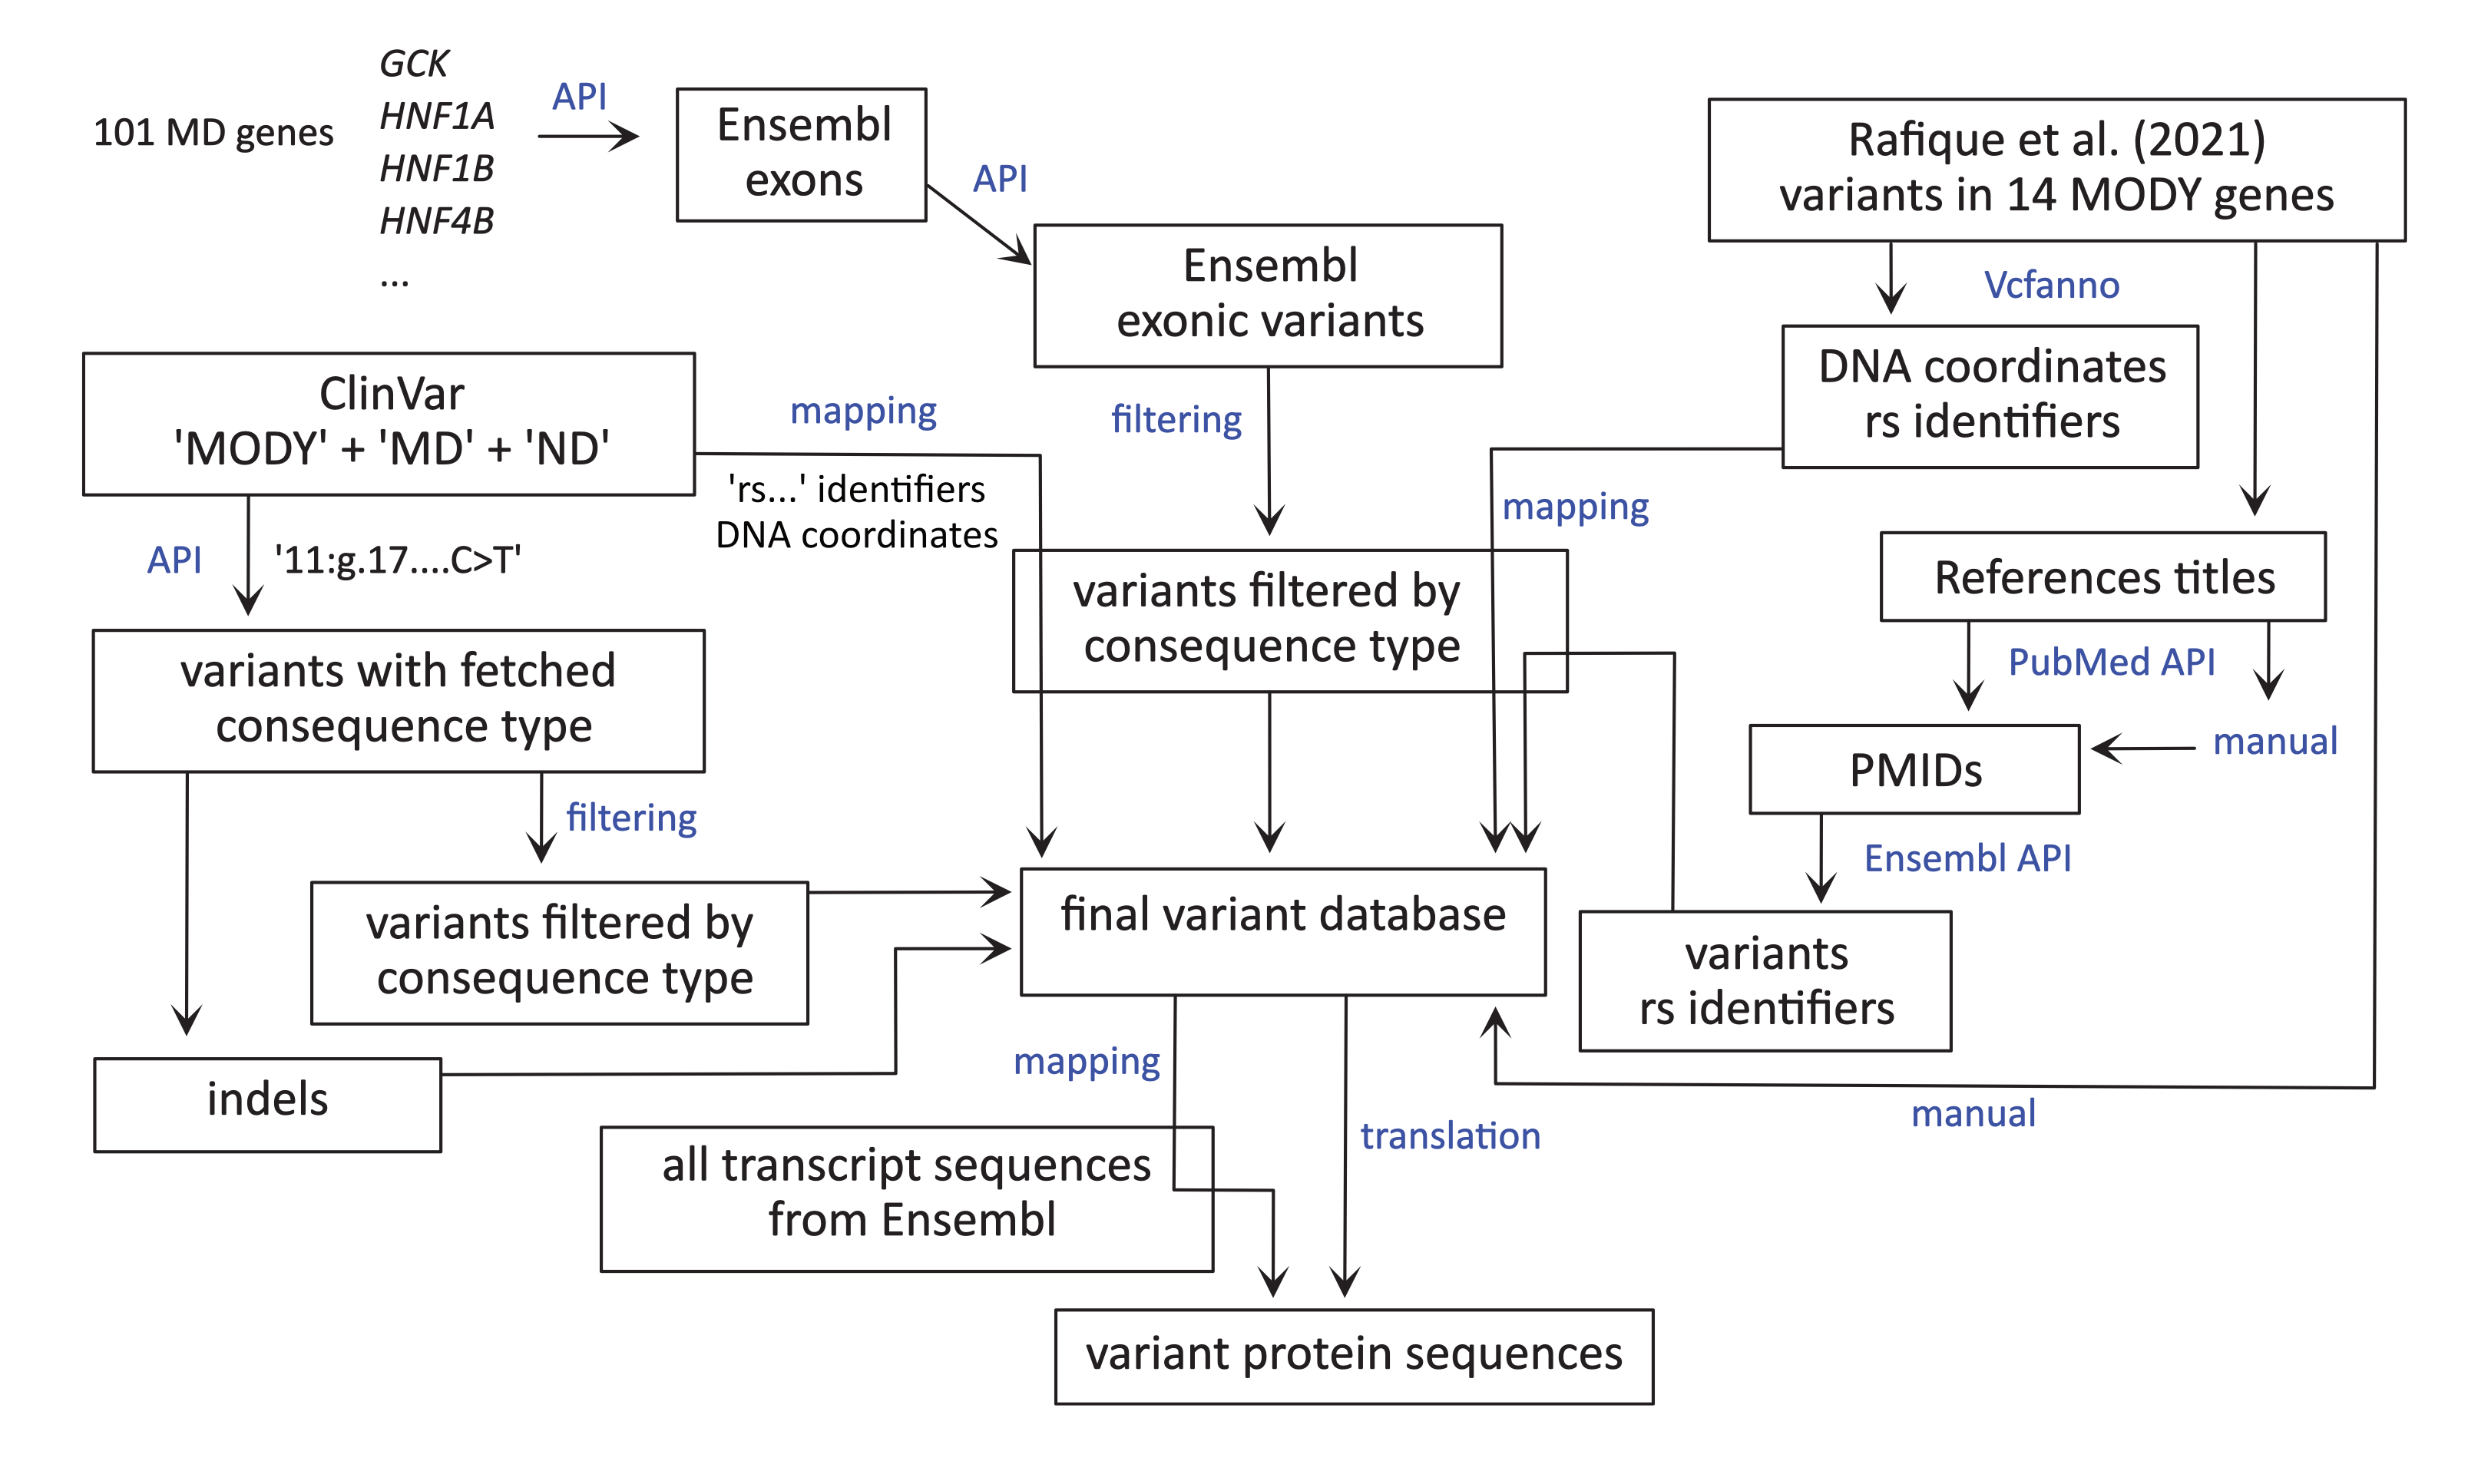 101 MD genes
GCK
HNF1A
HNF1B
HNF4B
...
API
Ensembl
exons
API
Ensembl
exonic variants
Rafique et al. (2021)
variants in 14 MODY genes
Vcfanno
DNA coordinates
rs identifiers
ClinVar
'MODY' + 'MD' + 'ND'
mapping
'rs...' identifiers
DNA coordinates
filtering
mapping
API
'11:g.17....C>T'
variants filtered by
consequence type
References titles
PubMed API
manual
PMIDs
Ensembl API
variants with fetched
consequence type
filtering
variants filtered by
consequence type
final variant database
variants
rs identifiers
manual
indels
mapping
translation
all transcript sequences
from Ensembl
variant protein sequences